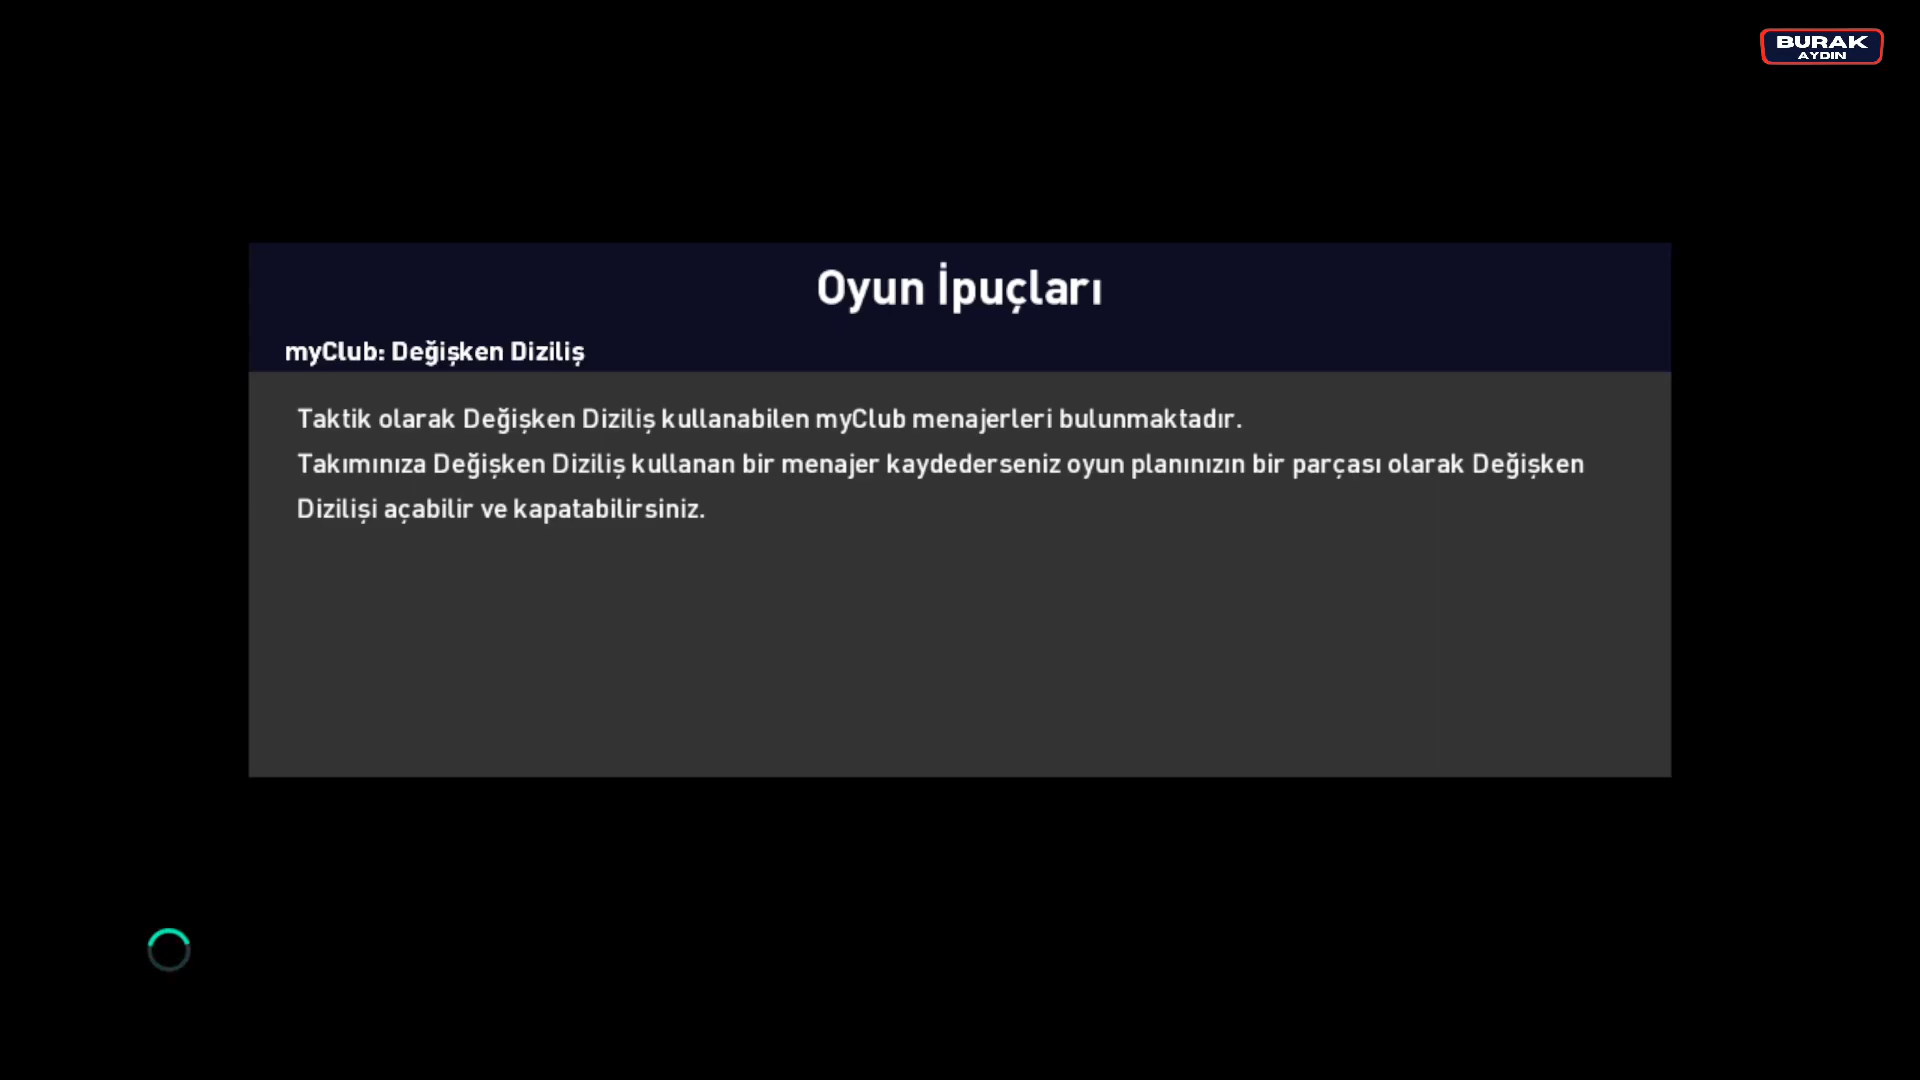 BURAK
AYDIN
Oyun İpuçları
myClub: Değişken Diziliş
Taktik olarak Değişken Diziliş kullanabilen myClub menajerleri bulunmaktadır.
Takımınıza Değişken Diziliş kullanan bir menajer kaydederseniz oyun planınızın bir parçası olarak Değişken
Dizilişi açabilir ve kapatabilirsiniz.